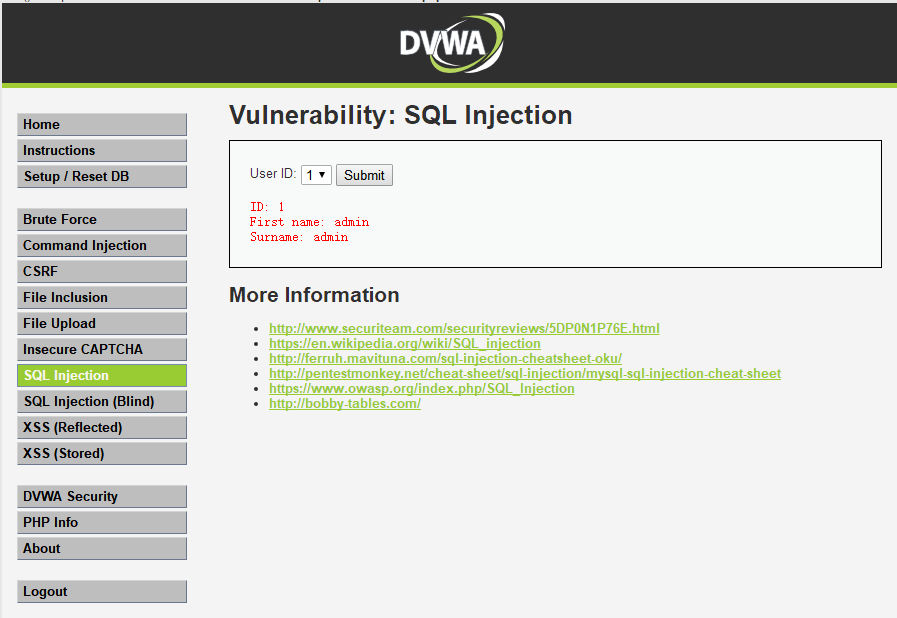 DVWA
Home
Instructions
Setup / Reset DB
Brute Force
Command Injection
CSRF
File Inclusion
File Upload
Insecure CAPTCHA
SQL Injection
SQL Injection (Blind)
XSS (Reflected)
XSS (Stored)
DVWA Security
PHP Info
About
Logout
Vulnerability: SQL Injection
User ID: 1 Submit
ID: 1
First name: admin
Surname: admin
More Information
http://www.securiteam.com/securityreviews/5DP0N1P76E.html
https://en.wikipedia.org/wiki/SQL_injection
http://ferruh.mavituna.com/sql-injection-cheatsheet-oku/
http://pentestmonkey.net/cheat-sheet/sql-injection/mysql-sql-injection-cheat-sheet
https://www.owasp.org/index.php/SQL_Injection
http://bobby-tables.com/